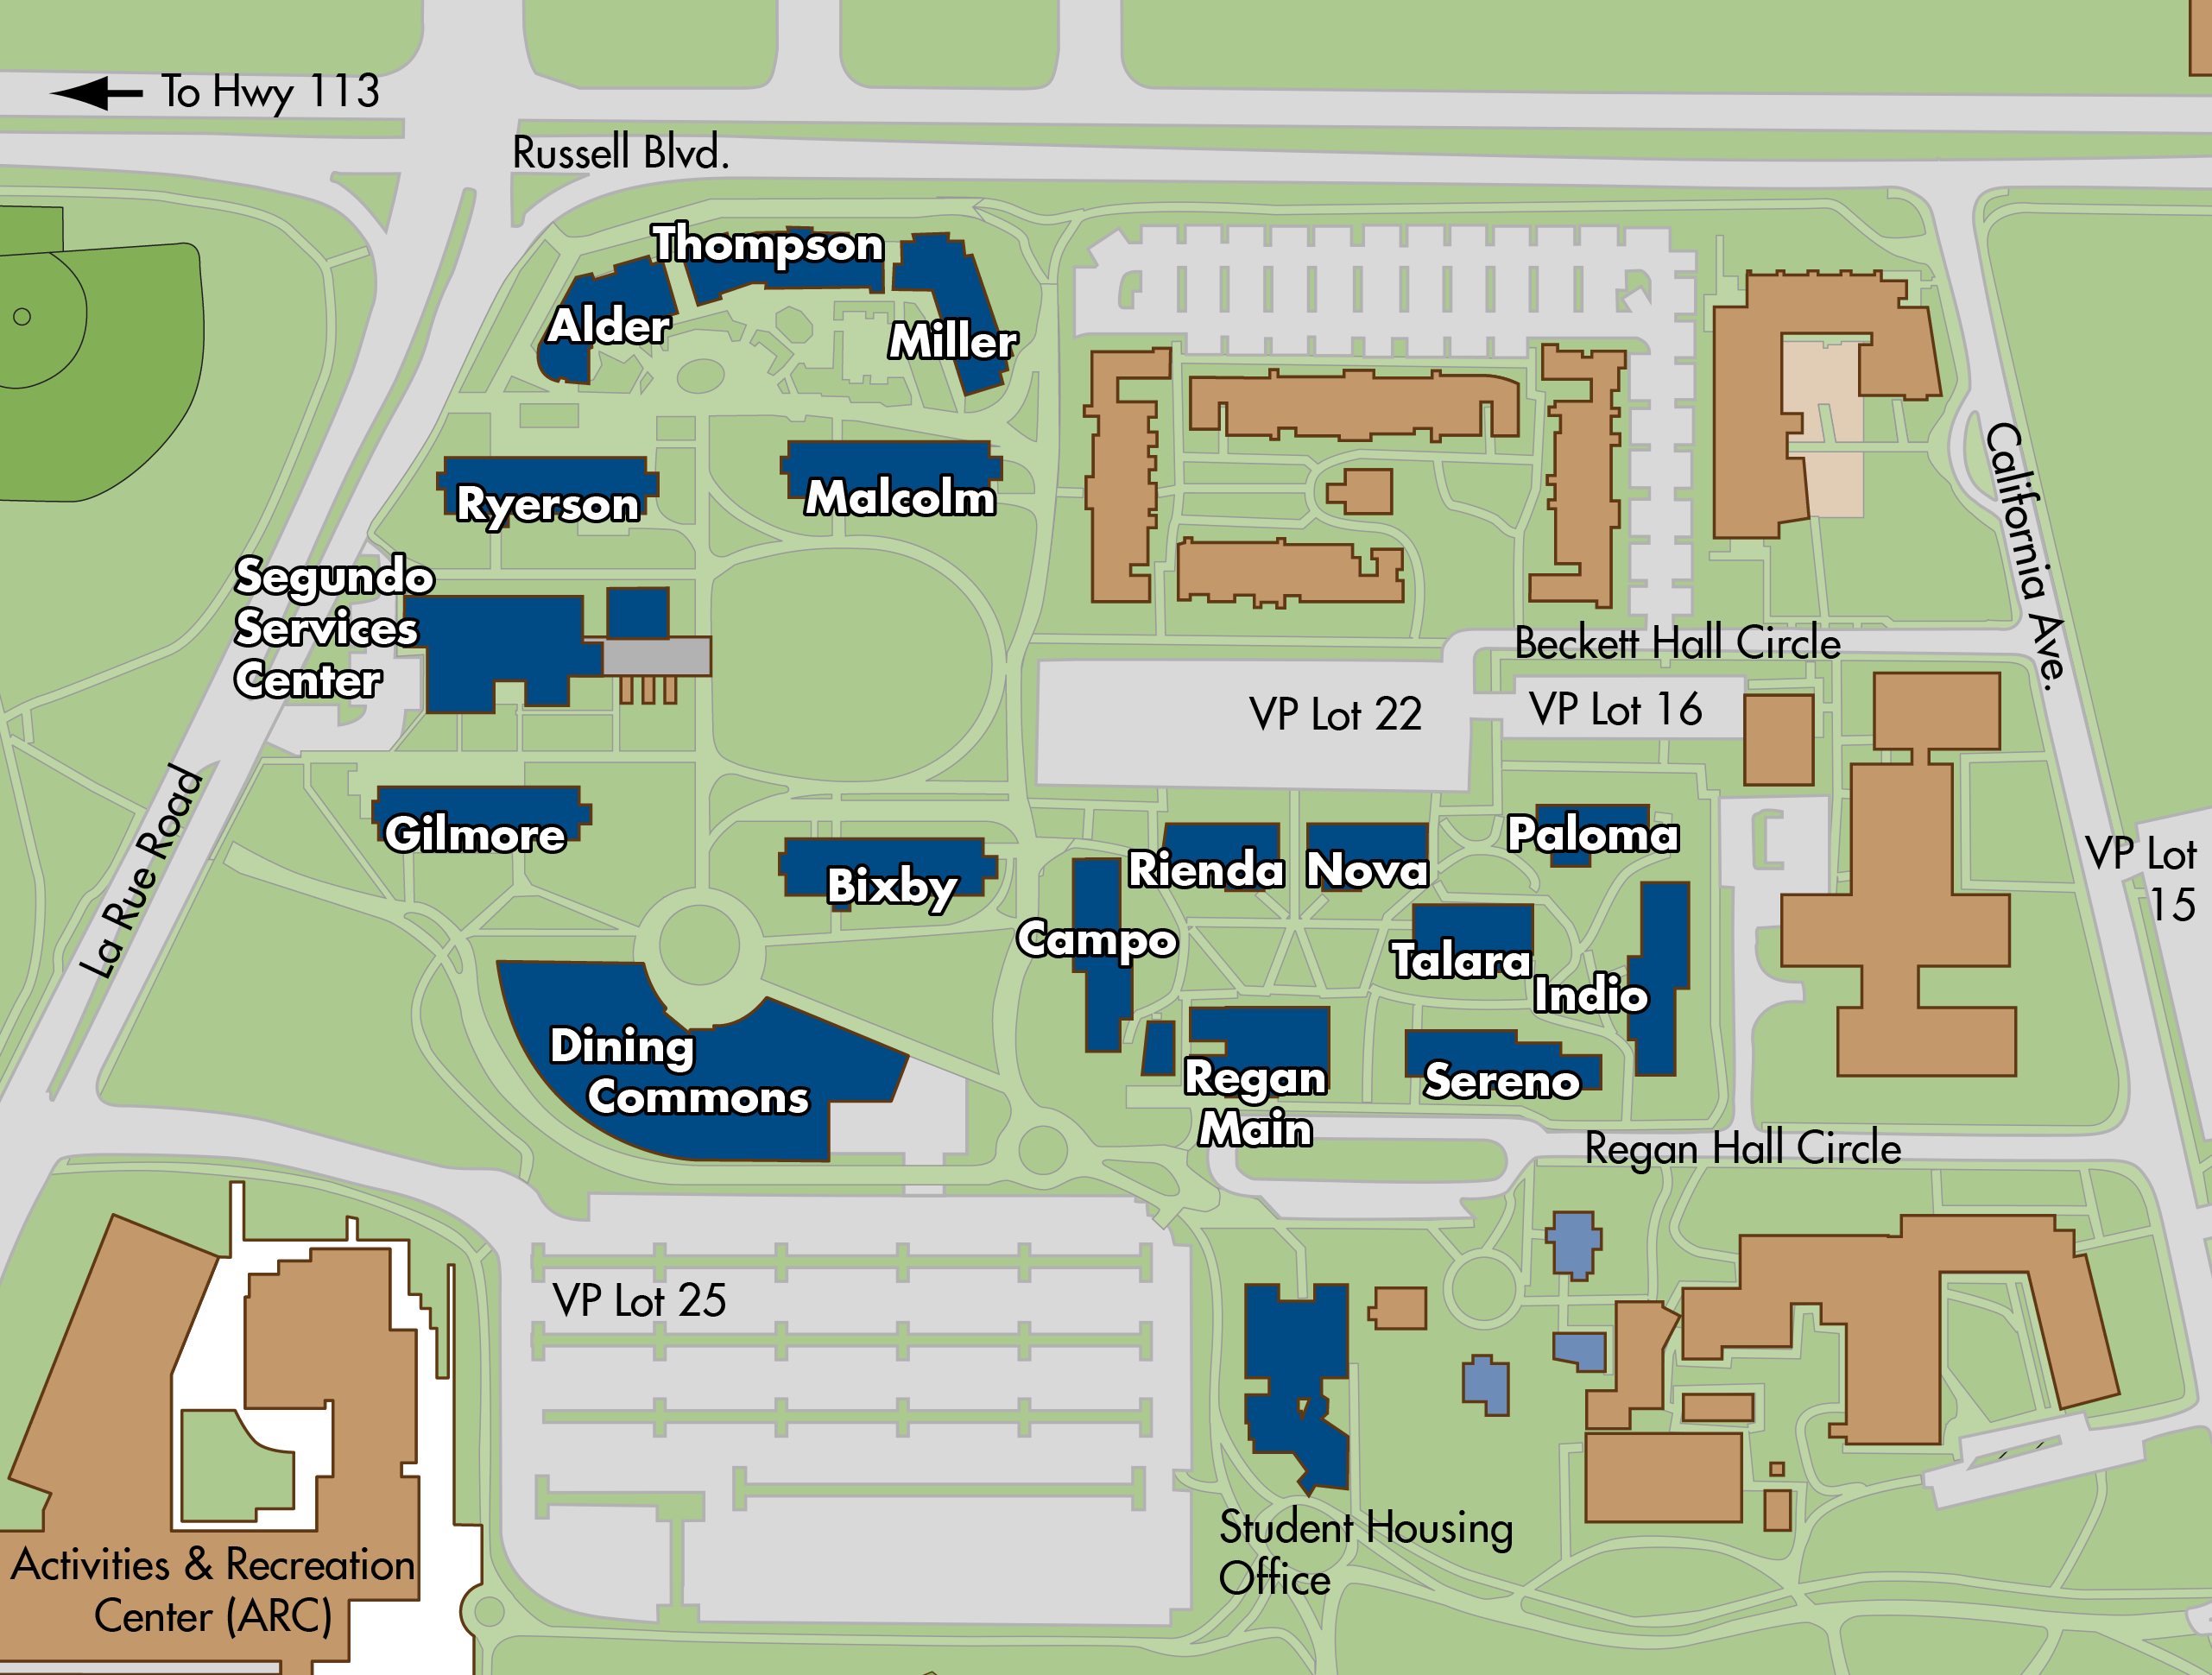 To Hwy 113
Russell Blvd.
Thompson
Alder
Miller
Ryerson
Malcolm
California Ave.
Segundo
Services
Center
Beckett Hall Circle
VP Lot 22
VP Lot 16
La Rue Road
Gilmore
Bixby
Rienda
Nova
Paloma
VP Lot
15
Campo
Talara
Indio
Dining
Commons
Regan
Main
Sereno
Regan Hall Circle
VP Lot 25
Student Housing
Office
Activities & Recreation
Center (ARC)